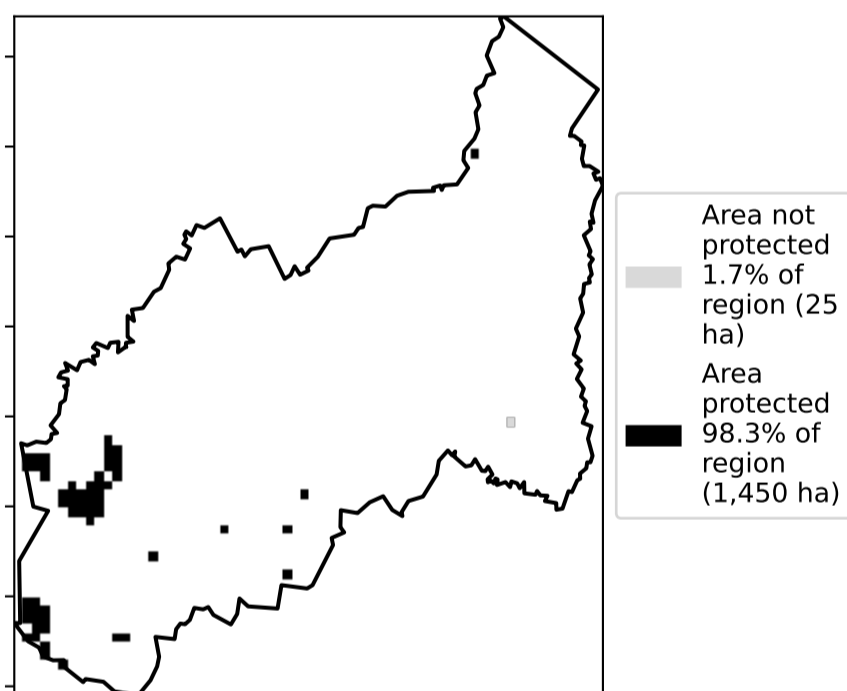 Area not
protected
1.7% of
region (25
ha)
Area
protected
98.3% of
region
(1,450 ha)